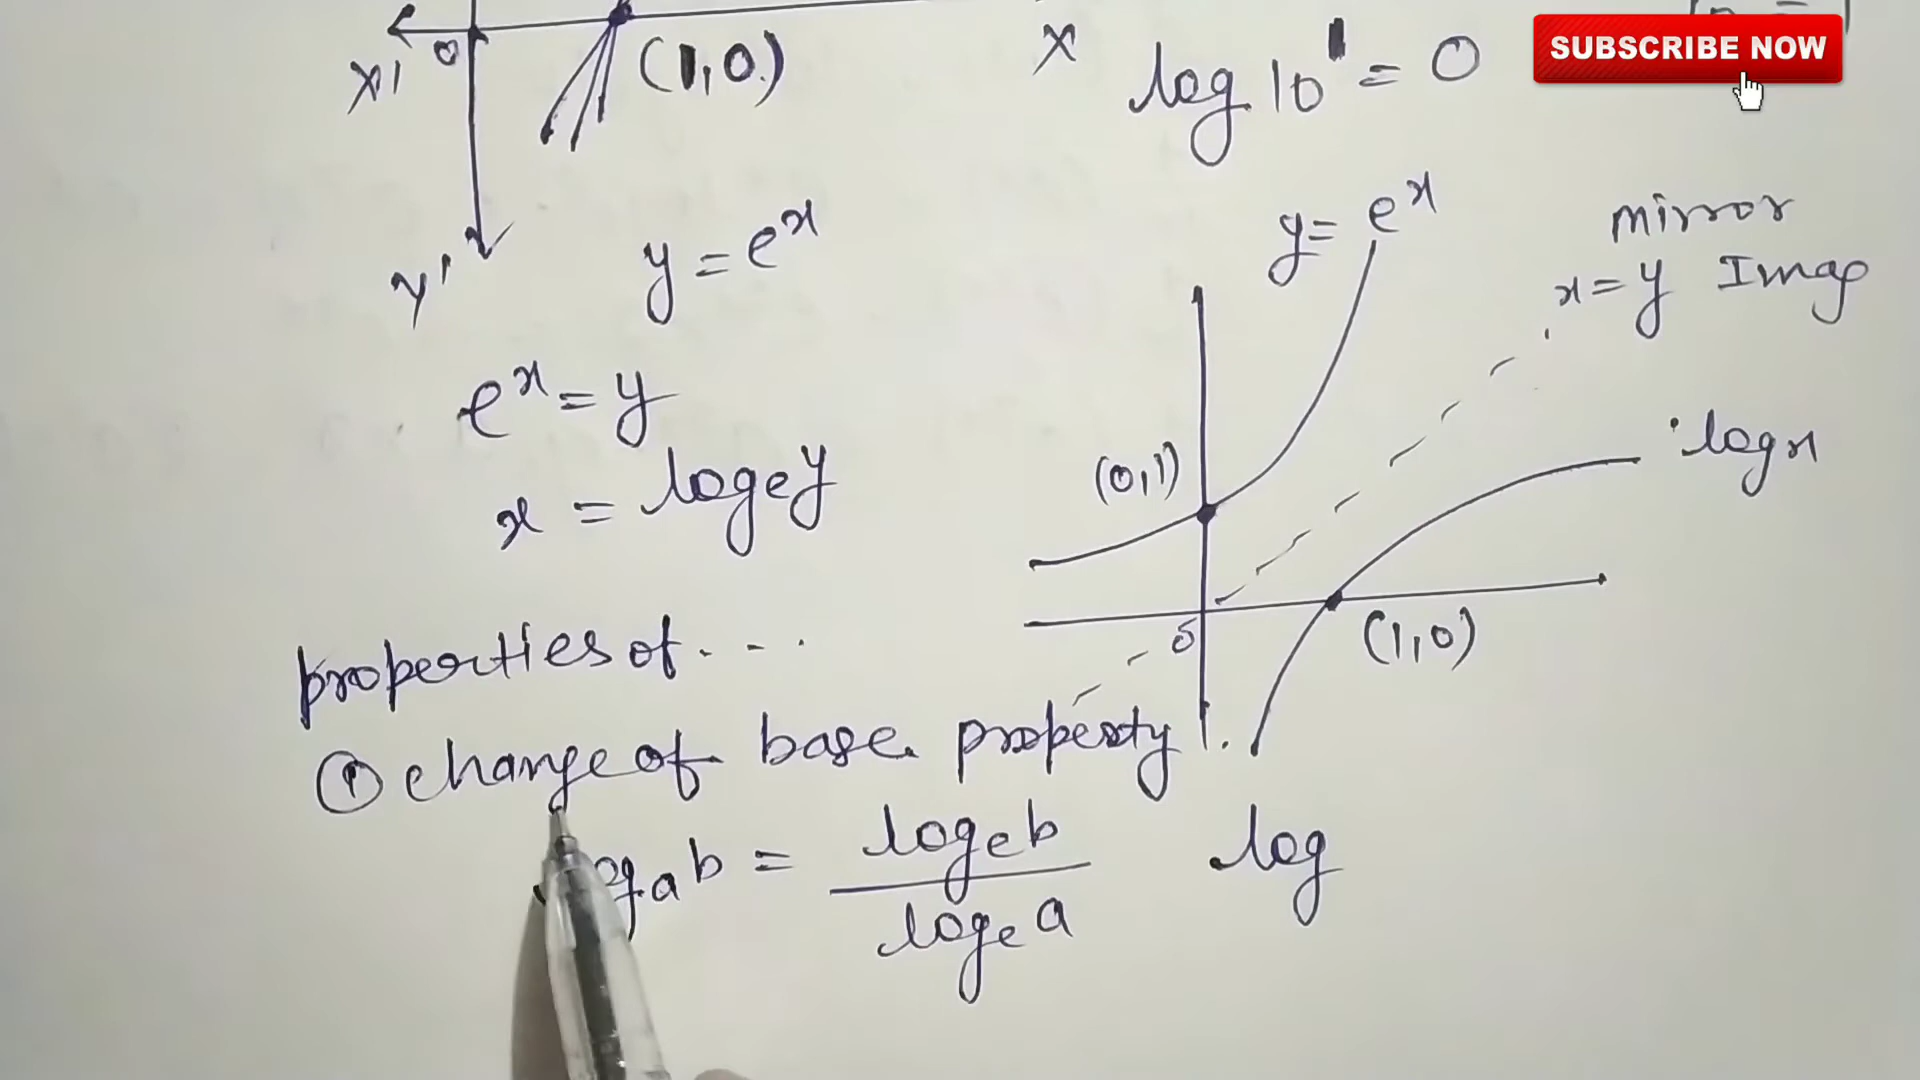 X'
0
(1,0)
X
log 10¹ = 0
SUBSCRIBE NOW
y'
y = eˣ
eˣ = y
x = logₑy
y = eˣ
mirror
x = y Imag
(0,1)
log x
0
(1,0)
properties of . - - .
① change of base property !.
ogₐb = logₑb / logₑa
log